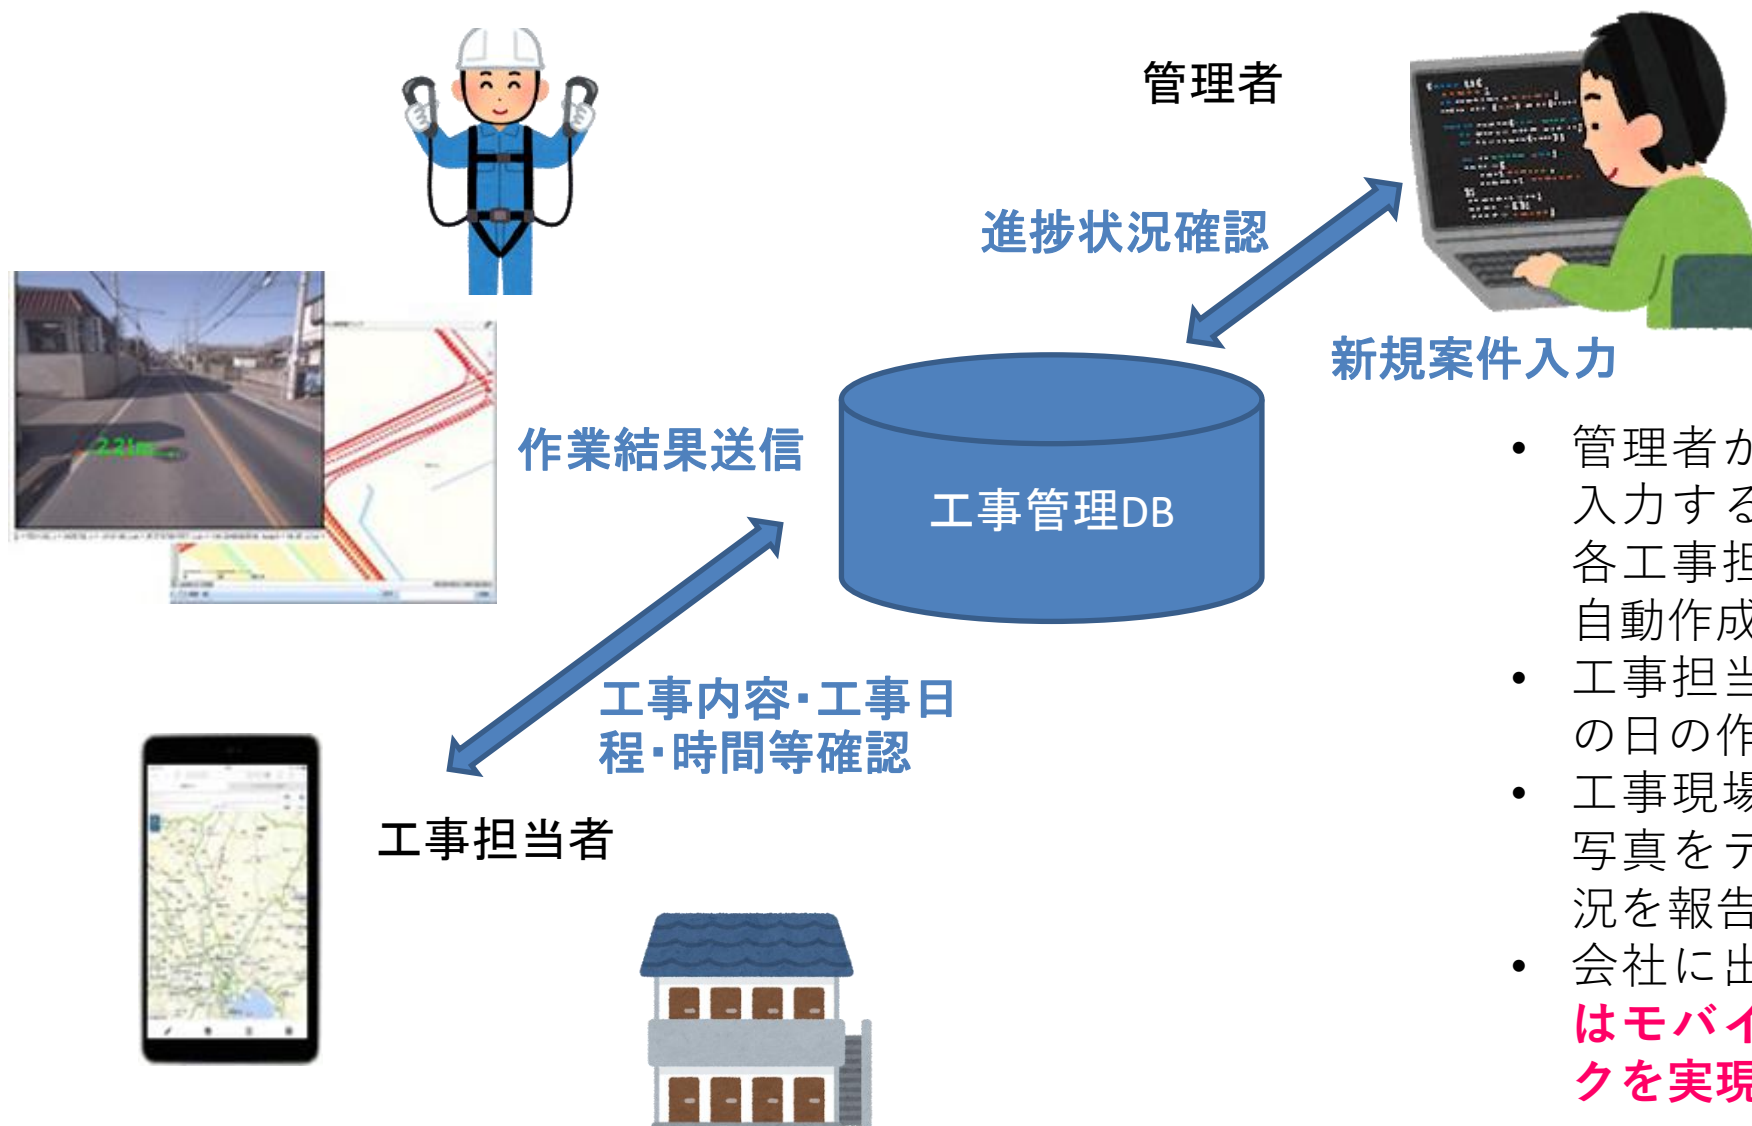 管理者
進捗状況確認
新規案件入力
2.21m
作業結果送信
工事管理DB
工事内容・工事日
程・時間等確認
工事担当者
• 管理者か
入力する
各工事担
自動作成
• 工事担当
の日の作
• 工事現場
写真をテ
況を報告
• 会社に出
はモバイ
クを実現